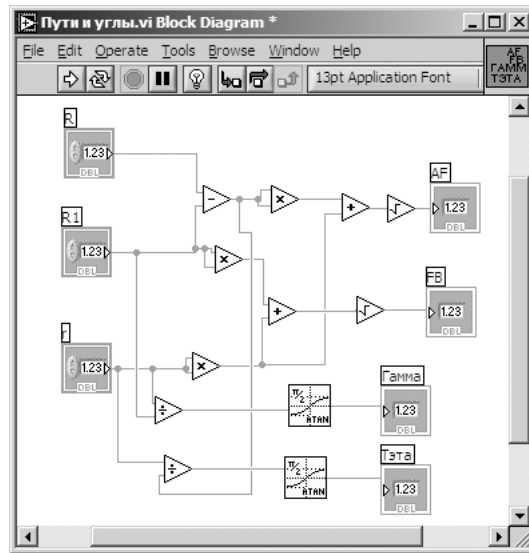 Пути и углы.vi Block Diagram *
File Edit Operate Tools Browse Window Help
13pt Application Font
AF
FB
ГАММ
ТЭТА
R
1.23
DBL
R1
1.23
DBL
r
1.23
DBL
-
×
+
√
AF
1.23
DBL
×
+
√
FB
1.23
DBL
×
÷
π/2
ATAN
Гамма
1.23
DBL
÷
π/2
ATAN
Тэта
1.23
DBL